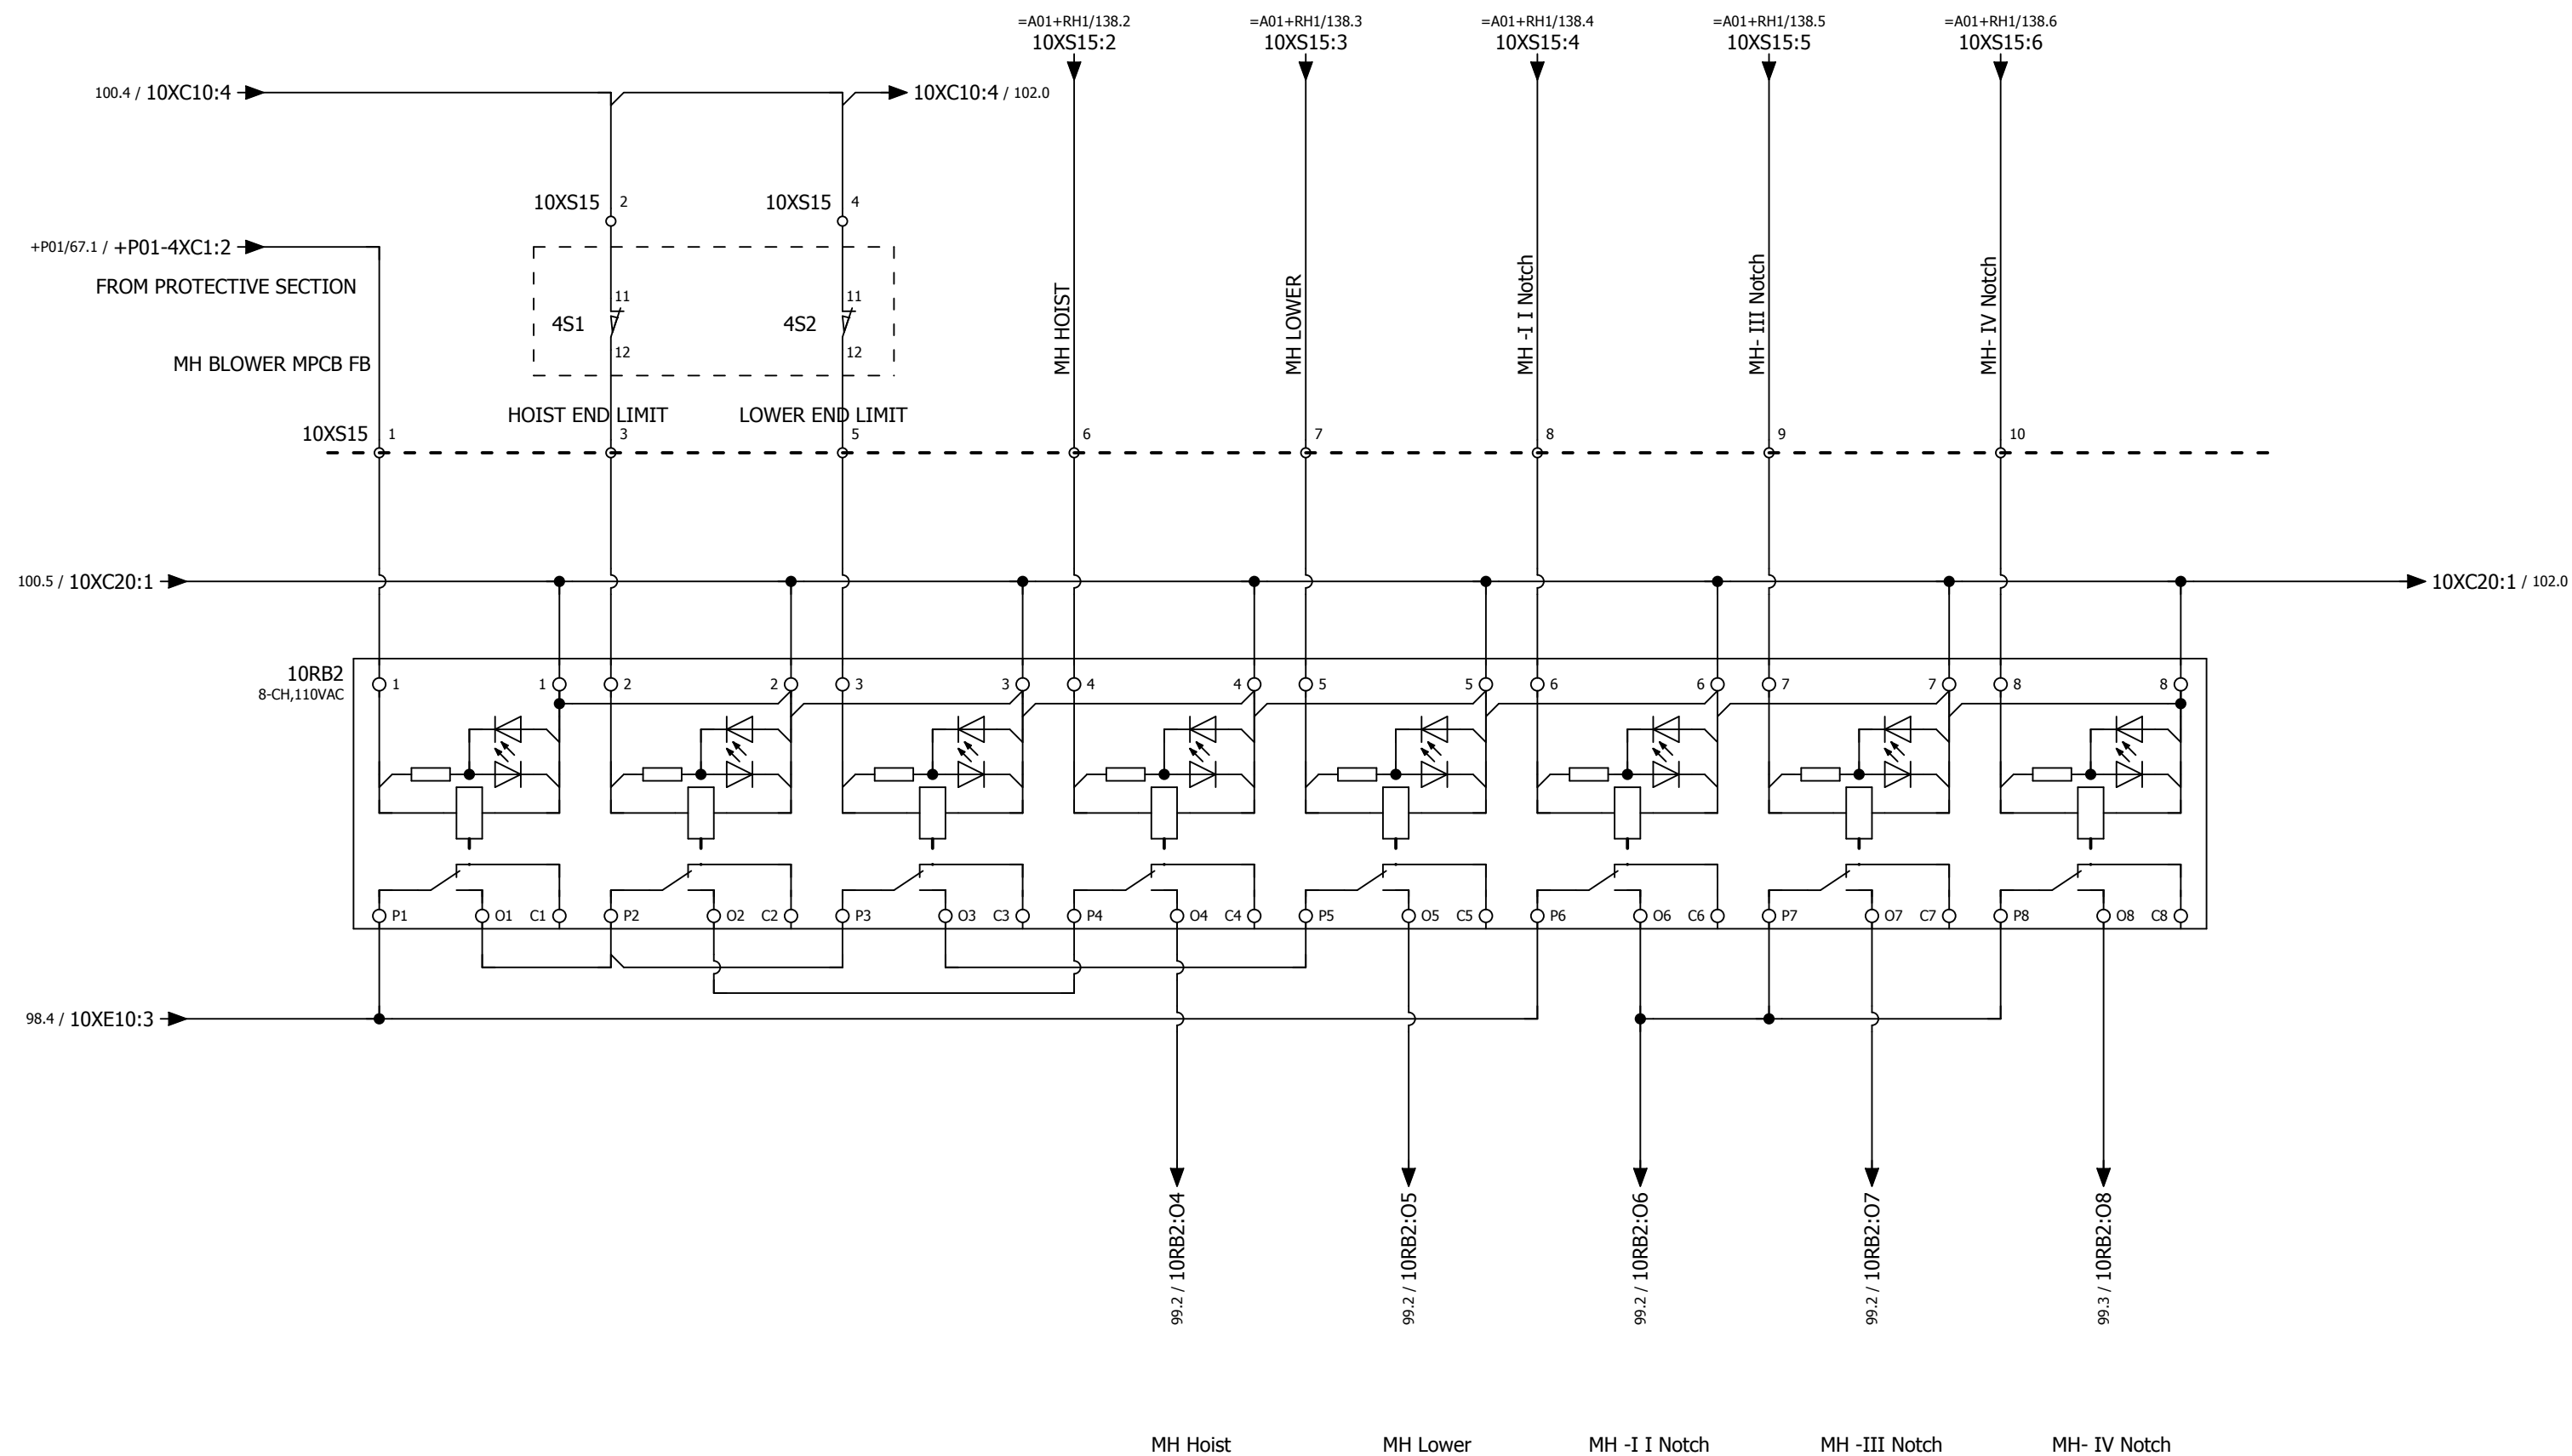 =A01+RH1/138.2 =A01+RH1/138.3 =A01+RH1/138.4 =A01+RH1/138.5 =A01+RH1/138.6
10XS15:2 10XS15:3 10XS15:4 10XS15:5 10XS15:6
100.4 / 10XC10:4 10XC10:4 / 102.0
10XS15 2 10XS15 4
+P01/67.1 / +P01-4XC1:2
FROM PROTECTIVE SECTION
11 11
4S1 4S2
12 12
MH HOIST
MH LOWER
MH -I I Notch
MH- III Notch
MH- IV Notch
MH BLOWER MPCB FB
HOIST END LIMIT LOWER END LIMIT
10XS15 1 3 5 6 7 8 9 10
100.5 / 10XC20:1 10XC20:1 / 102.0
10RB2
8-CH,110VAC
1 1 2 2 3 3 4 4 5 5 6 6 7 7 8 8
P1 O1 C1 P2 O2 C2 P3 O3 C3 P4 O4 C4 P5 O5 C5 P6 O6 C6 P7 O7 C7 P8 O8 C8
98.4 / 10XE10:3
99.2 / 10RB2:O4
99.2 / 10RB2:O5
99.2 / 10RB2:O6
99.2 / 10RB2:O7
99.3 / 10RB2:O8
MH Hoist MH Lower MH -I I Notch MH -III Notch MH- IV Notch